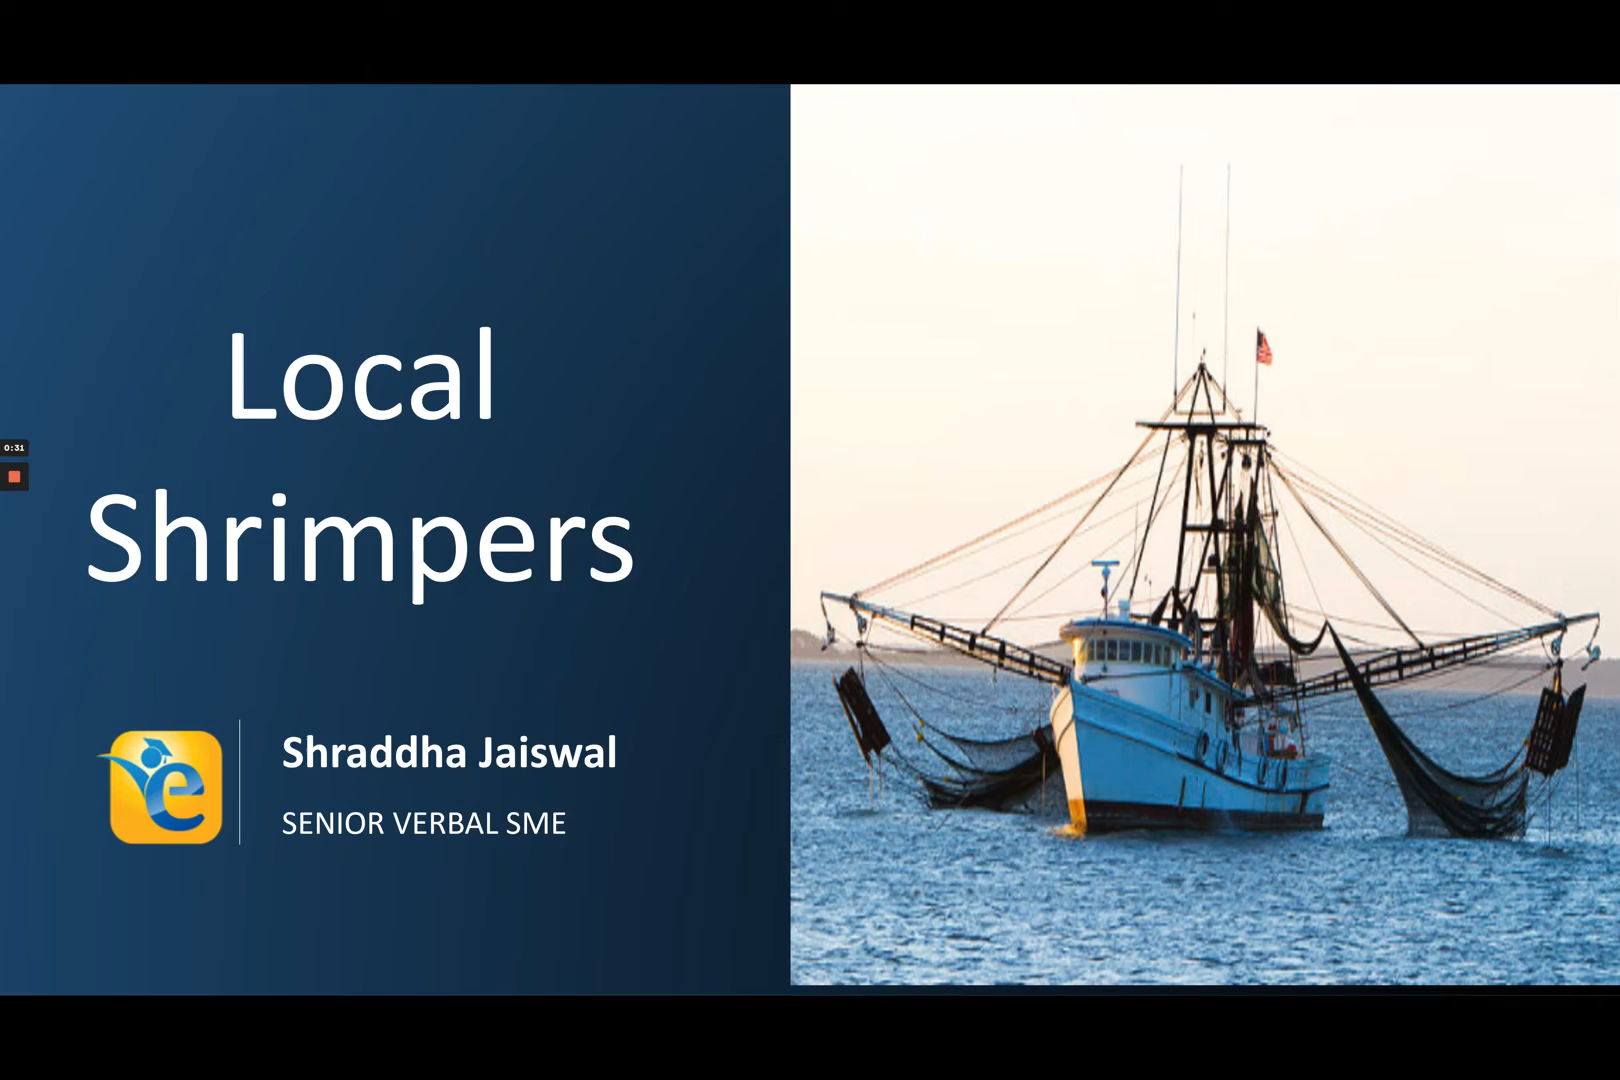 Local
Shrimpers
0:31
e
Shraddha Jaiswal
SENIOR VERBAL SME